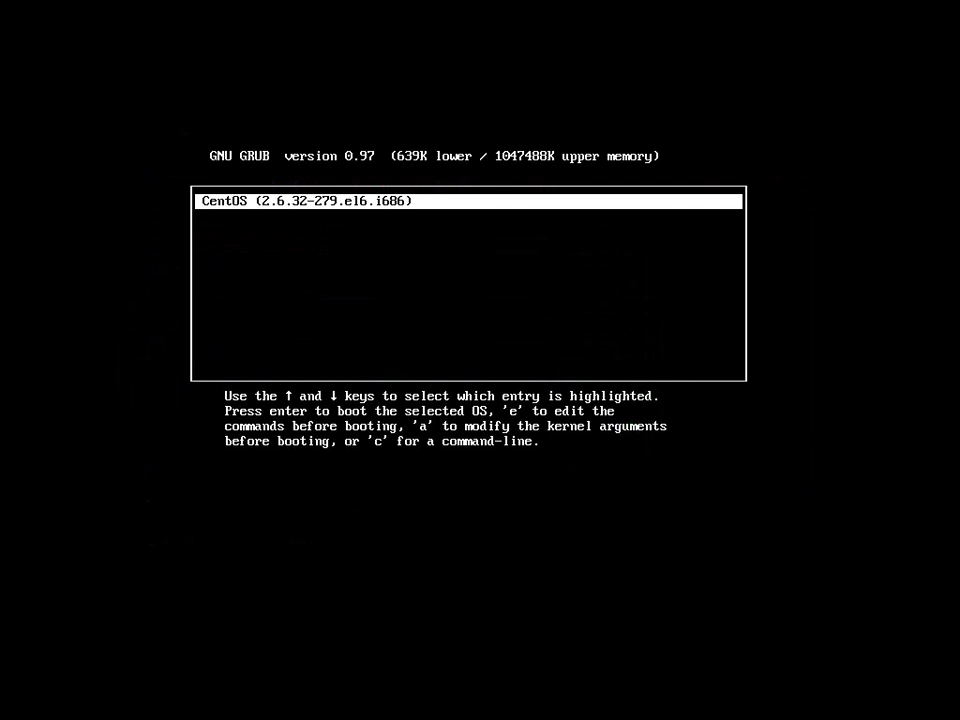 GNU GRUB version 0.97 (639K lower / 1047488K upper memory)
CentOS (2.6.32-279.el6.i686)
Use the ↑ and ↓ keys to select which entry is highlighted.
Press enter to boot the selected OS, 'e' to edit the
commands before booting, 'a' to modify the kernel arguments
before booting, or 'c' for a command-line.